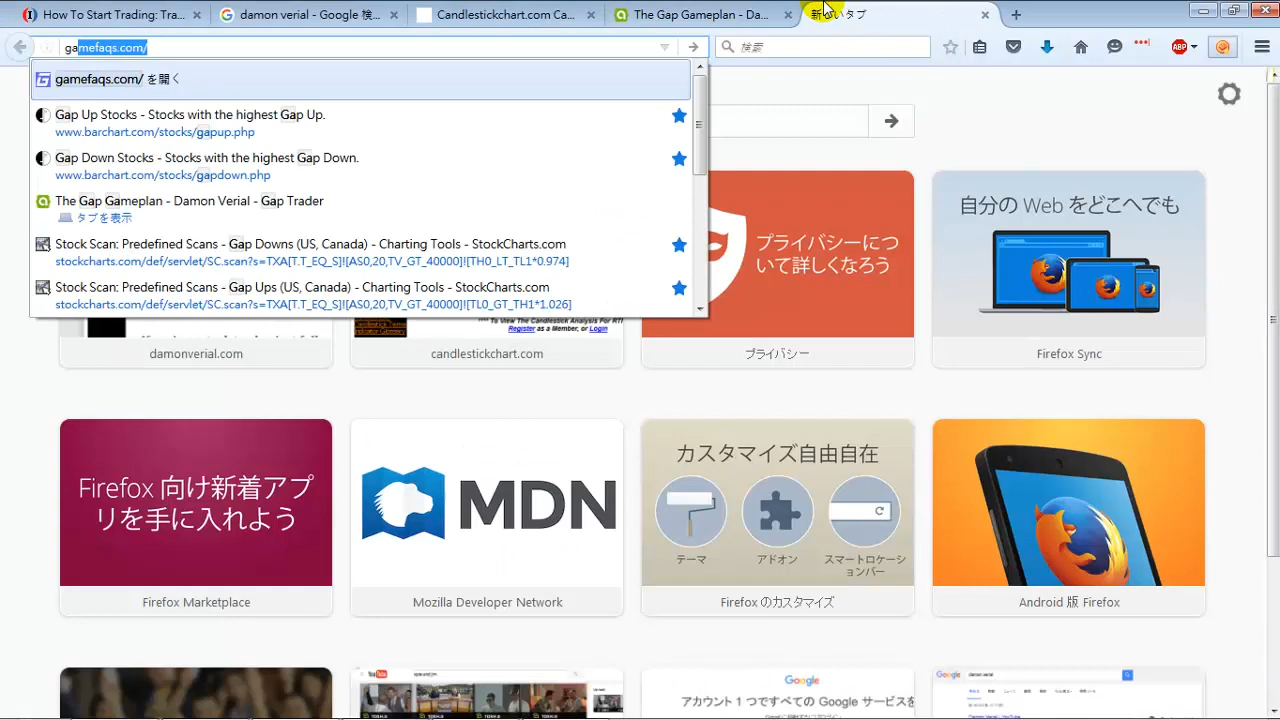 How To Start Trading: Tra...
damon verial - Google 検...
Candlestickchart.com Ca...
The Gap Gameplan - Da...
新しいタブ
gamefaqs.com/
検索
ABP
gamefaqs.com/ を開く
Gap Up Stocks - Stocks with the highest Gap Up.
www.barchart.com/stocks/gapup.php
Gap Down Stocks - Stocks with the highest Gap Down.
www.barchart.com/stocks/gapdown.php
The Gap Gameplan - Damon Verial - Gap Trader
タブを表示
Stock Scan: Predefined Scans - Gap Downs (US, Canada) - Charting Tools - StockCharts.com
stockcharts.com/def/servlet/SC.scan?s=TXA[T.T_EQ_S]![AS0,20,TV_GT_40000]![TH0_LT_TL1*0.974]
Stock Scan: Predefined Scans - Gap Ups (US, Canada) - Charting Tools - StockCharts.com
stockcharts.com/def/servlet/SC.scan?s=TXA[T.T_EQ_S]![AS0,20,TV_GT_40000]![TL0_GT_TH1*1.026]
Register as a Member, or Login
プライバシーにつ
いて詳しくなろう
自分の Web をどこへでも
damonverial.com
candlestickchart.com
プライバシー
Firefox Sync
Firefox 向け新着アプ
リを手に入れよう
MDN
カスタマイズ自由自在
テーマ
アドオン
スマートロケーシ
ョンバー
Firefox Marketplace
Mozilla Developer Network
Firefox のカスタマイズ
Android 版 Firefox
YouTube
Google
アカウント 1 つですべての Google サービスを
Google
damon verial